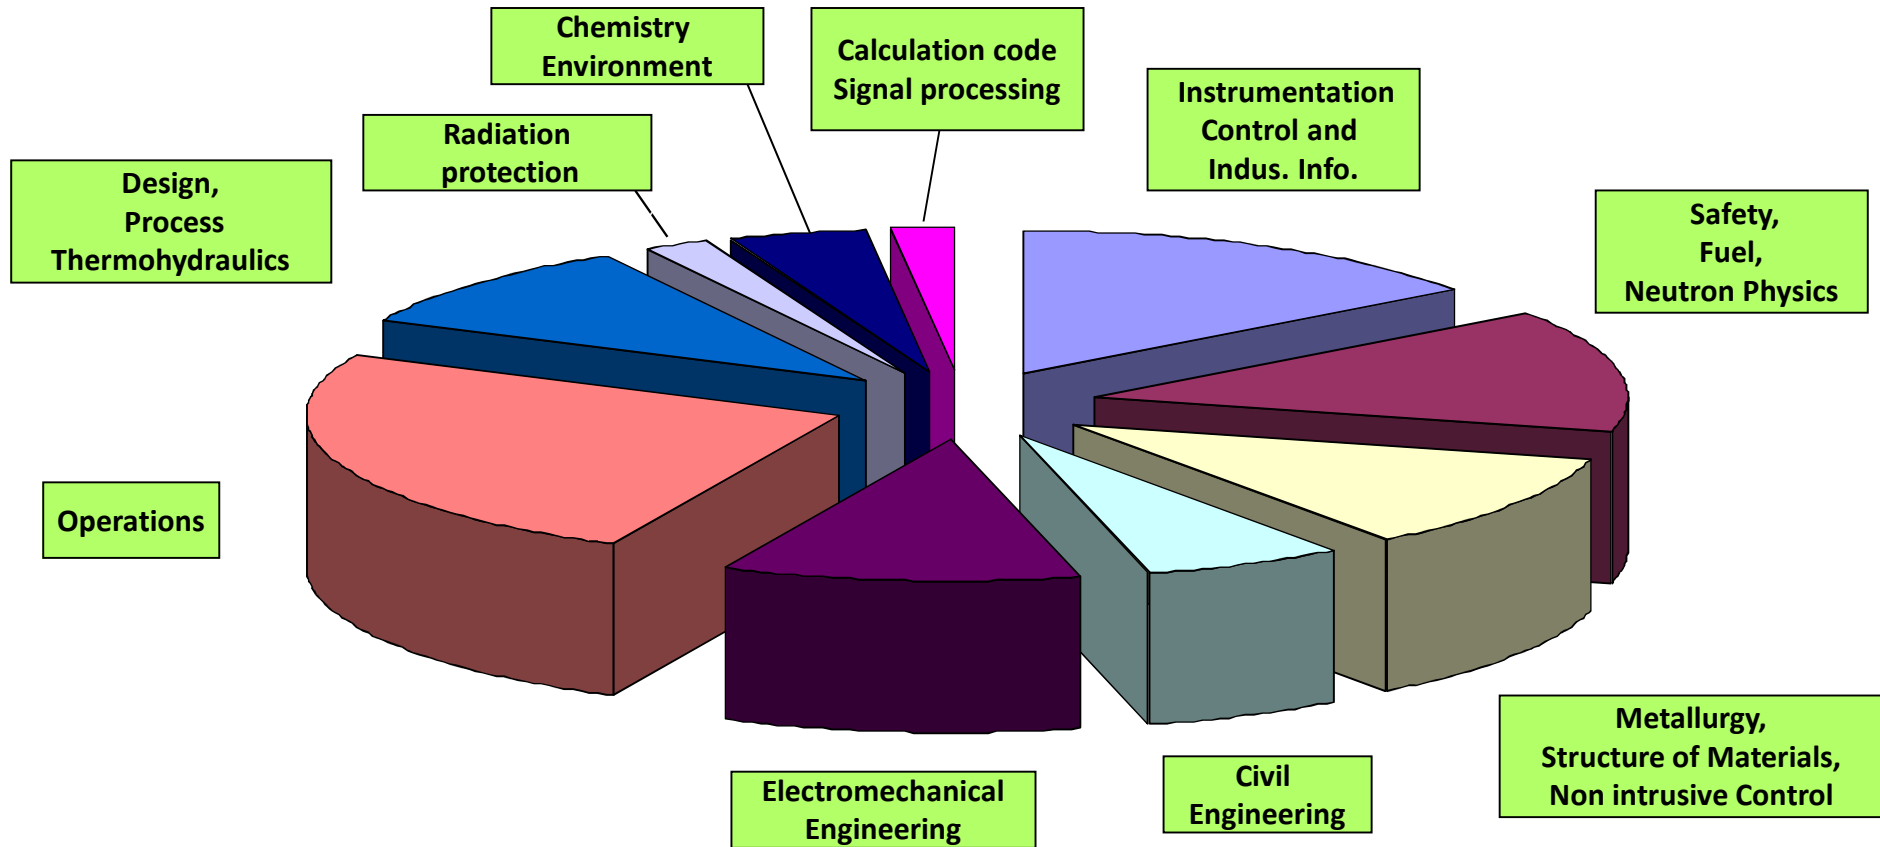 Chemistry
Environment
Calculation code
Signal processing
Instrumentation
Control and
Indus. Info.
Radiation
protection
Design,
Process
Thermohydraulics
Safety,
Fuel,
Neutron Physics
Operations
Metallurgy,
Structure of Materials,
Non intrusive Control
Civil
Engineering
Electromechanical
Engineering